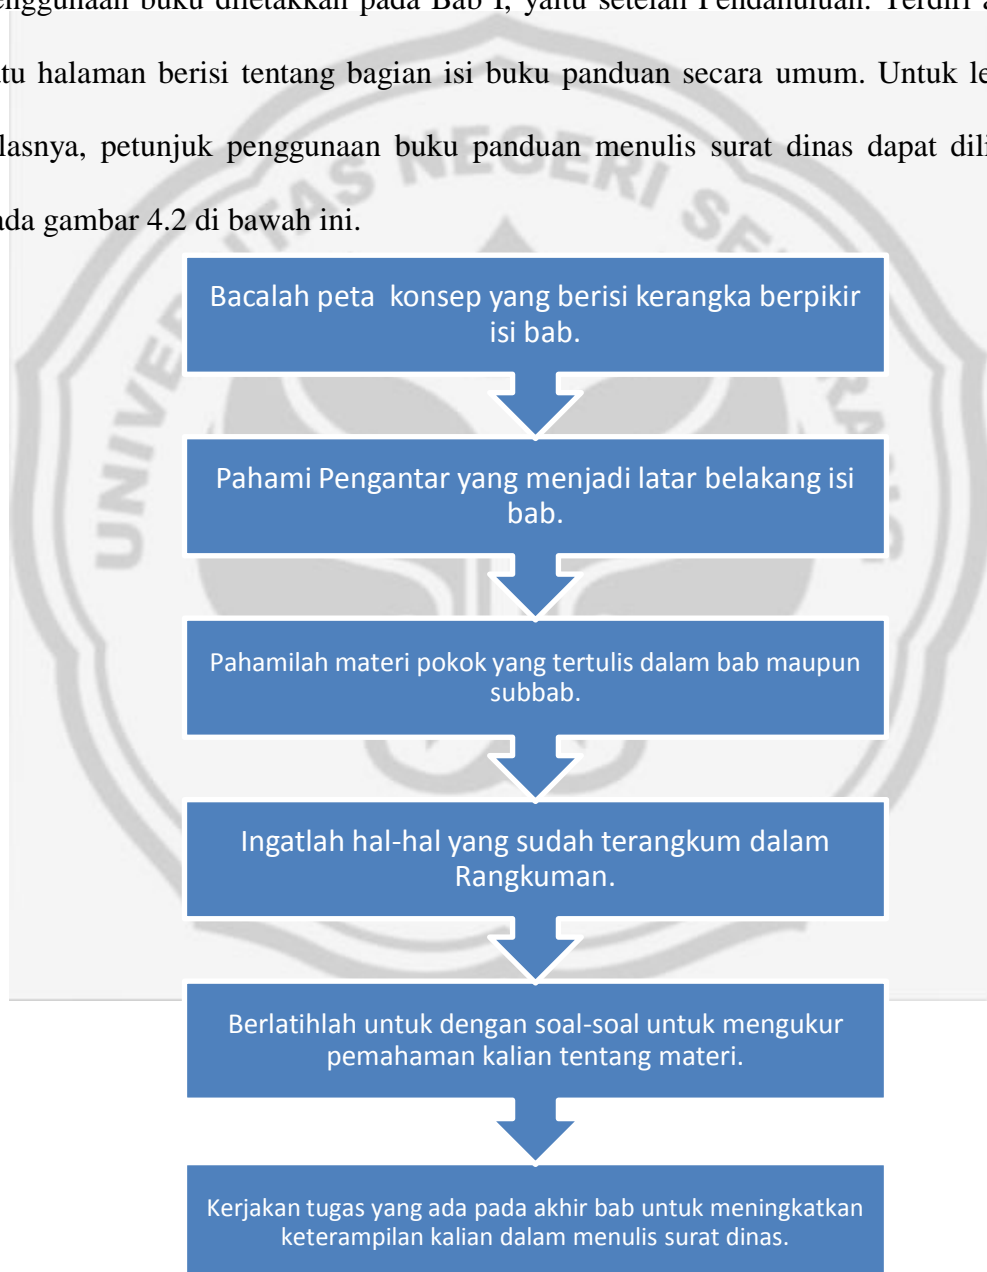 enggunaan buku diletakkan pada Bab I, yaitu setelah Pendahuluan. Terdiri a
tu halaman berisi tentang bagian isi buku panduan secara umum. Untuk le
lasnya, petunjuk penggunaan buku panduan menulis surat dinas dapat dili
ada gambar 4.2 di bawah ini.
Bacalah peta konsep yang berisi kerangka berpikir
isi bab.
Pahami Pengantar yang menjadi latar belakang isi
bab.
Pahamilah materi pokok yang tertulis dalam bab maupun
subbab.
Ingatlah hal-hal yang sudah terangkum dalam
Rangkuman.
Berlatihlah untuk dengan soal-soal untuk mengukur
pemahaman kalian tentang materi.
Kerjakan tugas yang ada pada akhir bab untuk meningkatkan
keterampilan kalian dalam menulis surat dinas.